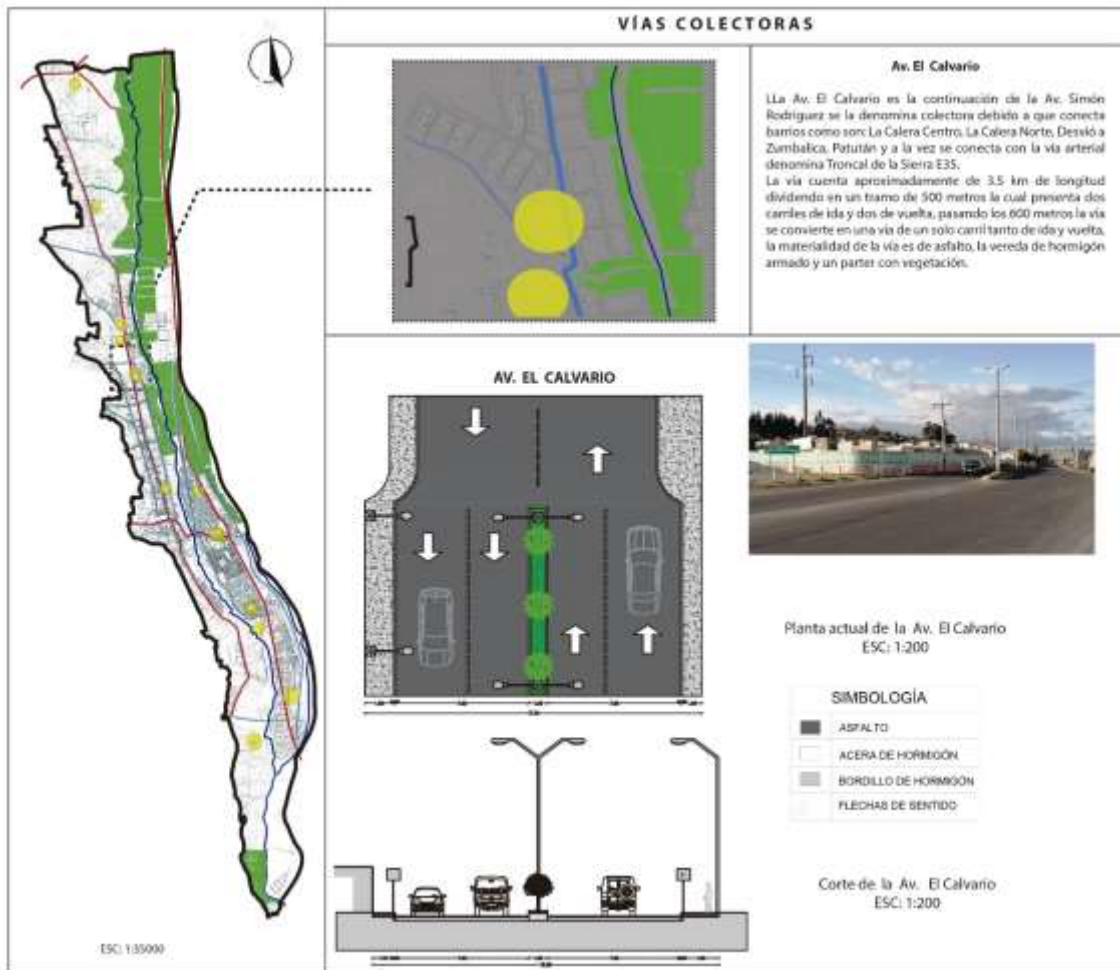 VÍAS COLECTORAS
Av. El Calvario
LLa Av. El Calvario es la continuación de la Av. Simón
Rodríguez se la denomina colectora debido a que conecta
barrios como son: La Calera Centro, La Calera Norte, Desvió a
Zumbalica, Patután y a la vez se conecta con la vía arterial
denomina Troncal de la Sierra E35.
La vía cuenta aproximadamente de 3.5 km de longitud
dividendo en un tramo de 500 metros la cual presenta dos
carriles de ida y dos de vuelta, pasando los 600 metros la vía
se convierte en una vía de un solo carril tanto de ida y vuelta,
la materialidad de la vía es de asfalto, la vereda de hormigón
armado y un parter con vegetación.
AV. EL CALVARIO
Planta actual de la Av. El Calvario
ESC: 1:200
SIMBOLOGÍA
ASFALTO
ACERA DE HORMIGÓN
BORDILLO DE HORMIGÓN
FLECHAS DE SENTIDO
Corte de la Av. El Calvario
ESC: 1:200
ESC: 1:35000